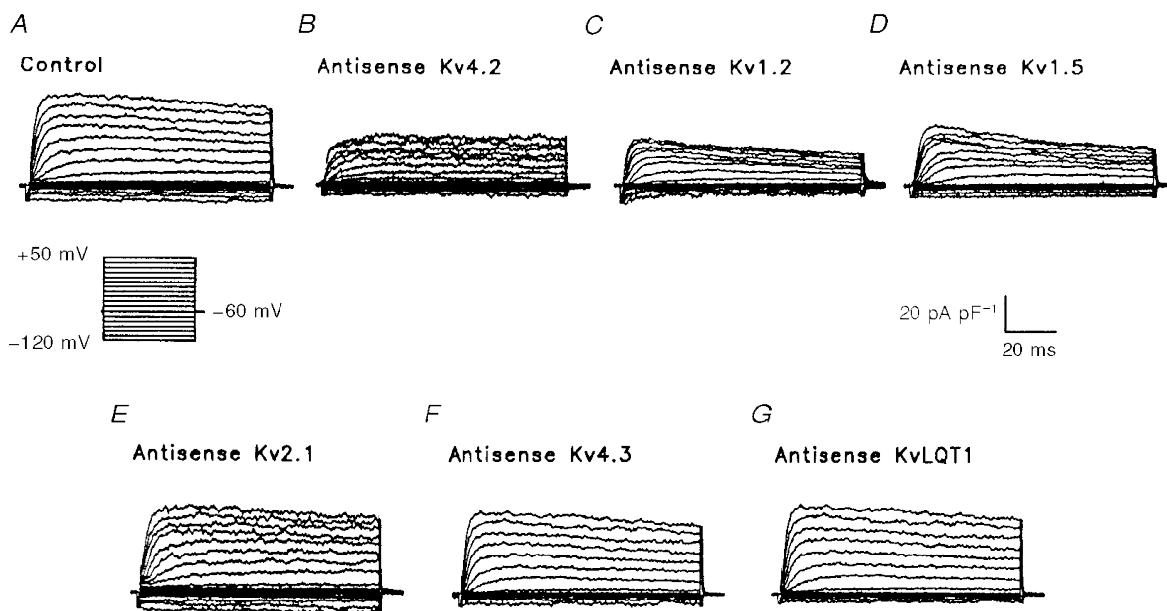 A
Control
B
Antisense Kv4.2
C
Antisense Kv1.2
D
Antisense Kv1.5
+50 mV
−60 mV
−120 mV
20 pA pF⁻¹
20 ms
E
Antisense Kv2.1
F
Antisense Kv4.3
G
Antisense KvLQT1